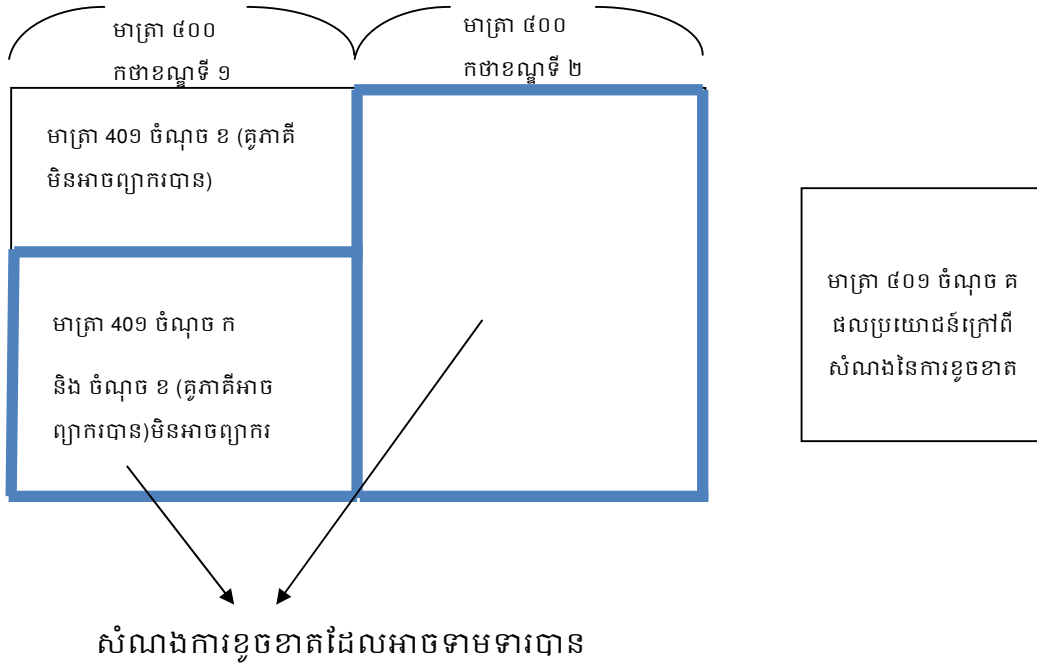 មាត្រា ៤០០
កថាខណ្ឌទី ១
មាត្រា ៤០០
កថាខណ្ឌទី ២
មាត្រា 40១ ចំណុច ខ (គូភាគី
មិនអាចព្យាករបាន)
មាត្រា 40១ ចំណុច ក
និង ចំណុច ខ (គូភាគីអាច
ព្យាករបាន)មិនអាចព្យាករ
មាត្រា ៤០១ ចំណុច គ
ផលប្រយោជន៍ក្រៅពី
សំណងនៃការខូចខាត
សំណងការខូចខាតដែលអាចទាមទារបាន